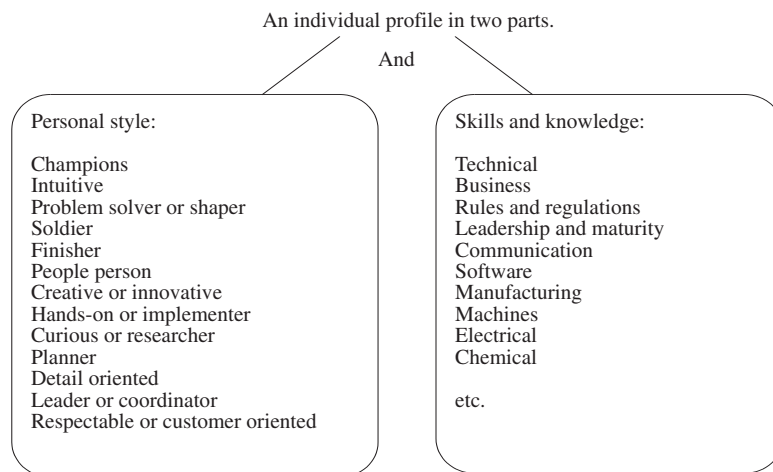 An individual profile in two parts.
And
Personal style:
Champions
Intuitive
Problem solver or shaper
Soldier
Finisher
People person
Creative or innovative
Hands-on or implementer
Curious or researcher
Planner
Detail oriented
Leader or coordinator
Respectable or customer oriented
Skills and knowledge:
Technical
Business
Rules and regulations
Leadership and maturity
Communication
Software
Manufacturing
Machines
Electrical
Chemical
etc.